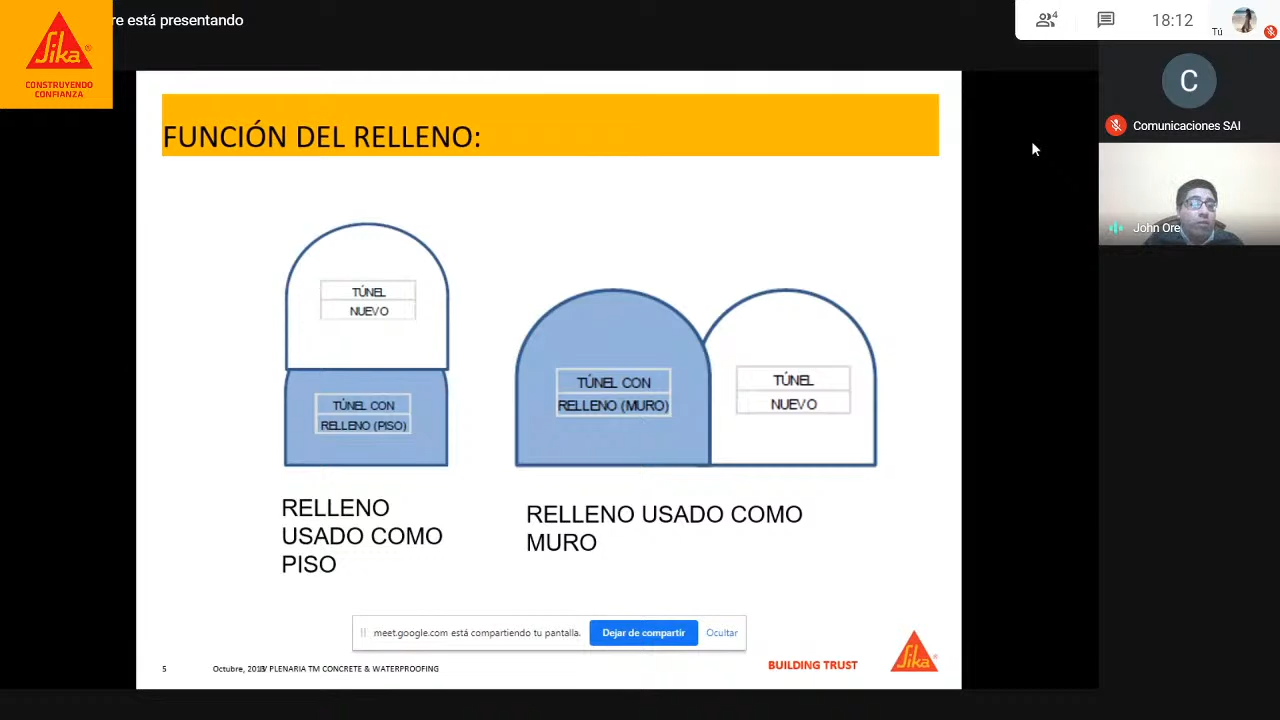 Sika®
CONSTRUYENDO
CONFIANZA
re está presentando
4
18:12
Tú
C
Comunicaciones SAI
John Ore
FUNCIÓN DEL RELLENO:
TÚNEL
NUEVO
TÚNEL CON
RELLENO (PISO)
TÚNEL CON
RELLENO (MURO)
TÚNEL
NUEVO
RELLENO
USADO COMO
PISO
RELLENO USADO COMO
MURO
meet.google.com está compartiendo tu pantalla.
Dejar de compartir
Ocultar
5
Octubre, PLENARIA TM CONCRETE & WATERPROOFING
BUILDING TRUST
Sika®